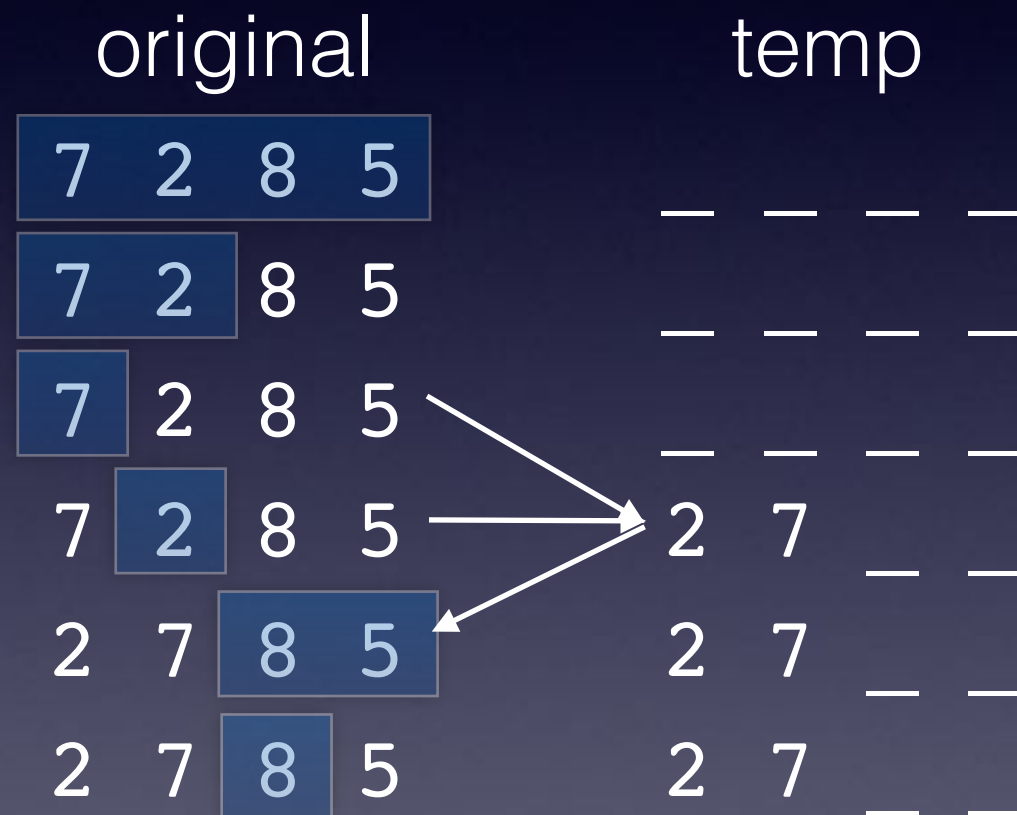 original temp
7 2 8 5 _ _ _ _
7 2 8 5 _ _ _ _
7 2 8 5 _ _ _ _
7 2 8 5 2 7 _ _
2 7 8 5 2 7 _ _
2 7 8 5 2 7 _ _